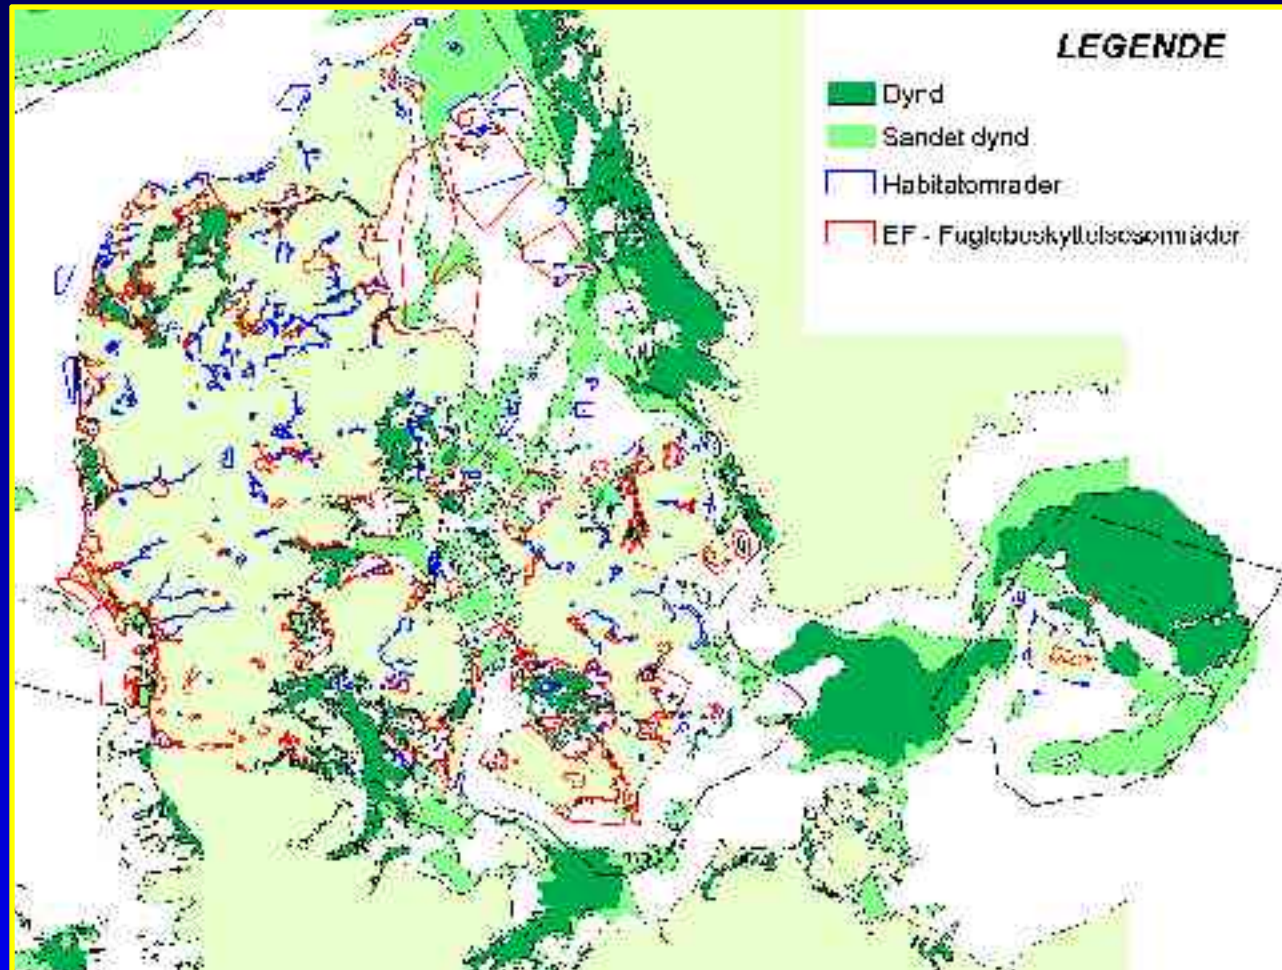 LEGENDE
Dynd
Sandet dynd
Habitatområder
EF - Fuglebeskyttelsesområder